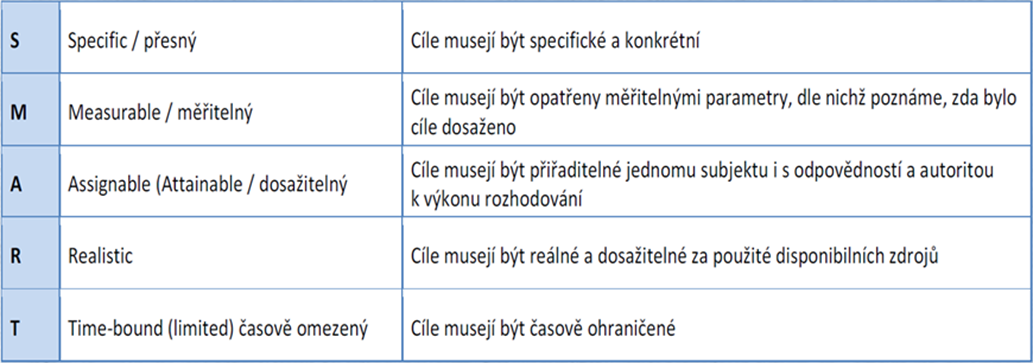 S Specific / přesný Cíle musejí být specifické a konkrétní
M Measurable / měřitelný Cíle musejí být opatřeny měřitelnými parametry, dle nichž poznáme, zda bylo
cíle dosaženo
A Assignable (Attainable / dosažitelný Cíle musejí být přiřaditelné jednomu subjektu i s odpovědností a autoritou
k výkonu rozhodování
R Realistic Cíle musejí být reálné a dosažitelné za použité disponibilních zdrojů
T Time-bound (limited) časově omezený Cíle musejí být časově ohraničené